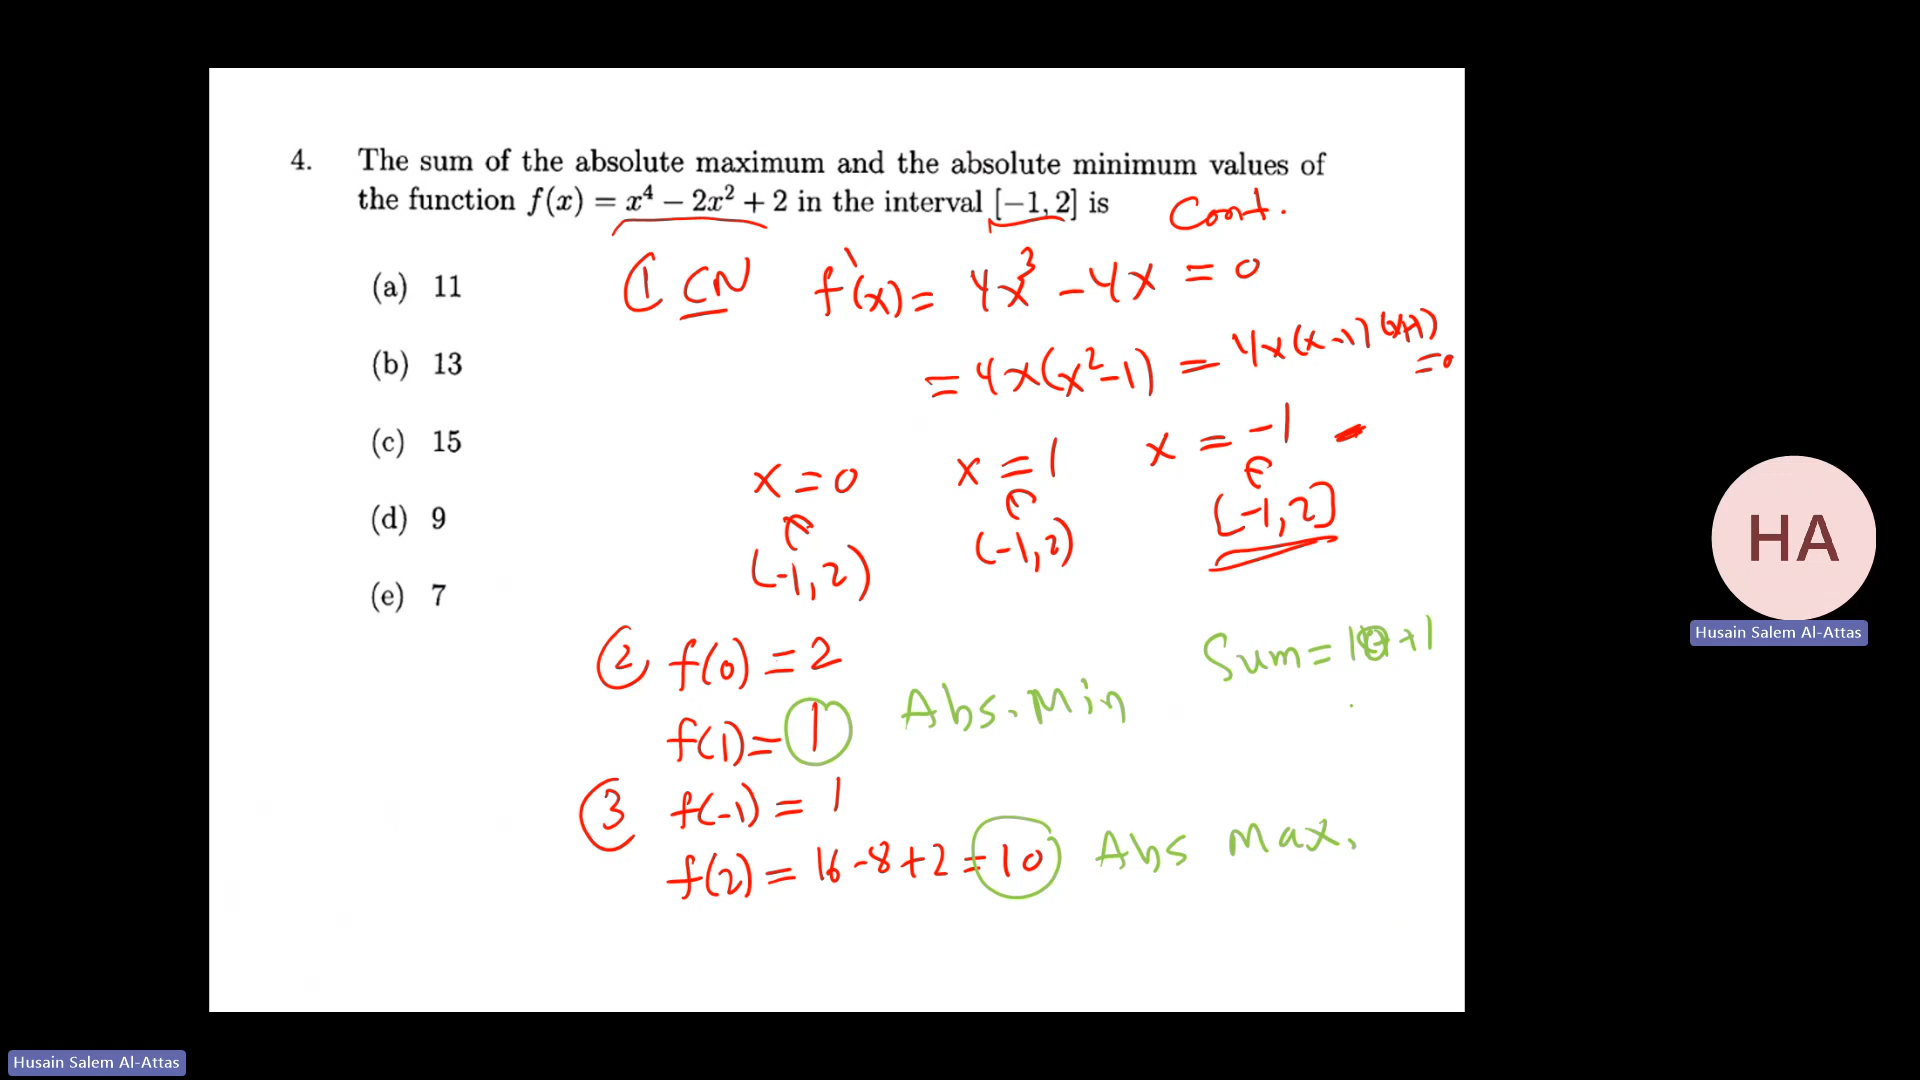 4. The sum of the absolute maximum and the absolute minimum values of
the function f(x) = x⁴ − 2x² + 2 in the interval [−1, 2] is
Cont.
(a) 11
① CN f'(x) = 4x³ − 4x = 0
(b) 13
= 4x(x²−1) = 4x(x−1)(x+1)
=0
(c) 15
x = 0 x = 1 x = −1
(d) 9
∈ ∈ ∈
(−1, 2) (−1, 2) [−1, 2]
(e) 7
② f(0) = 2
Sum = 10+1
f(1) = 1 Abs. Min
③ f(−1) = 1
f(2) = 16−8+2 = 10 Abs Max.
HA
Husain Salem Al-Attas
Husain Salem Al-Attas